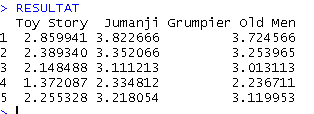 > RESULTAT
Toy Story Jumanji Grumpier Old Men
1 2.859941 3.822666 3.724566
2 2.389340 3.352066 3.253965
3 2.148488 3.111213 3.013113
4 1.372087 2.334812 2.236711
5 2.255328 3.218054 3.119953
>